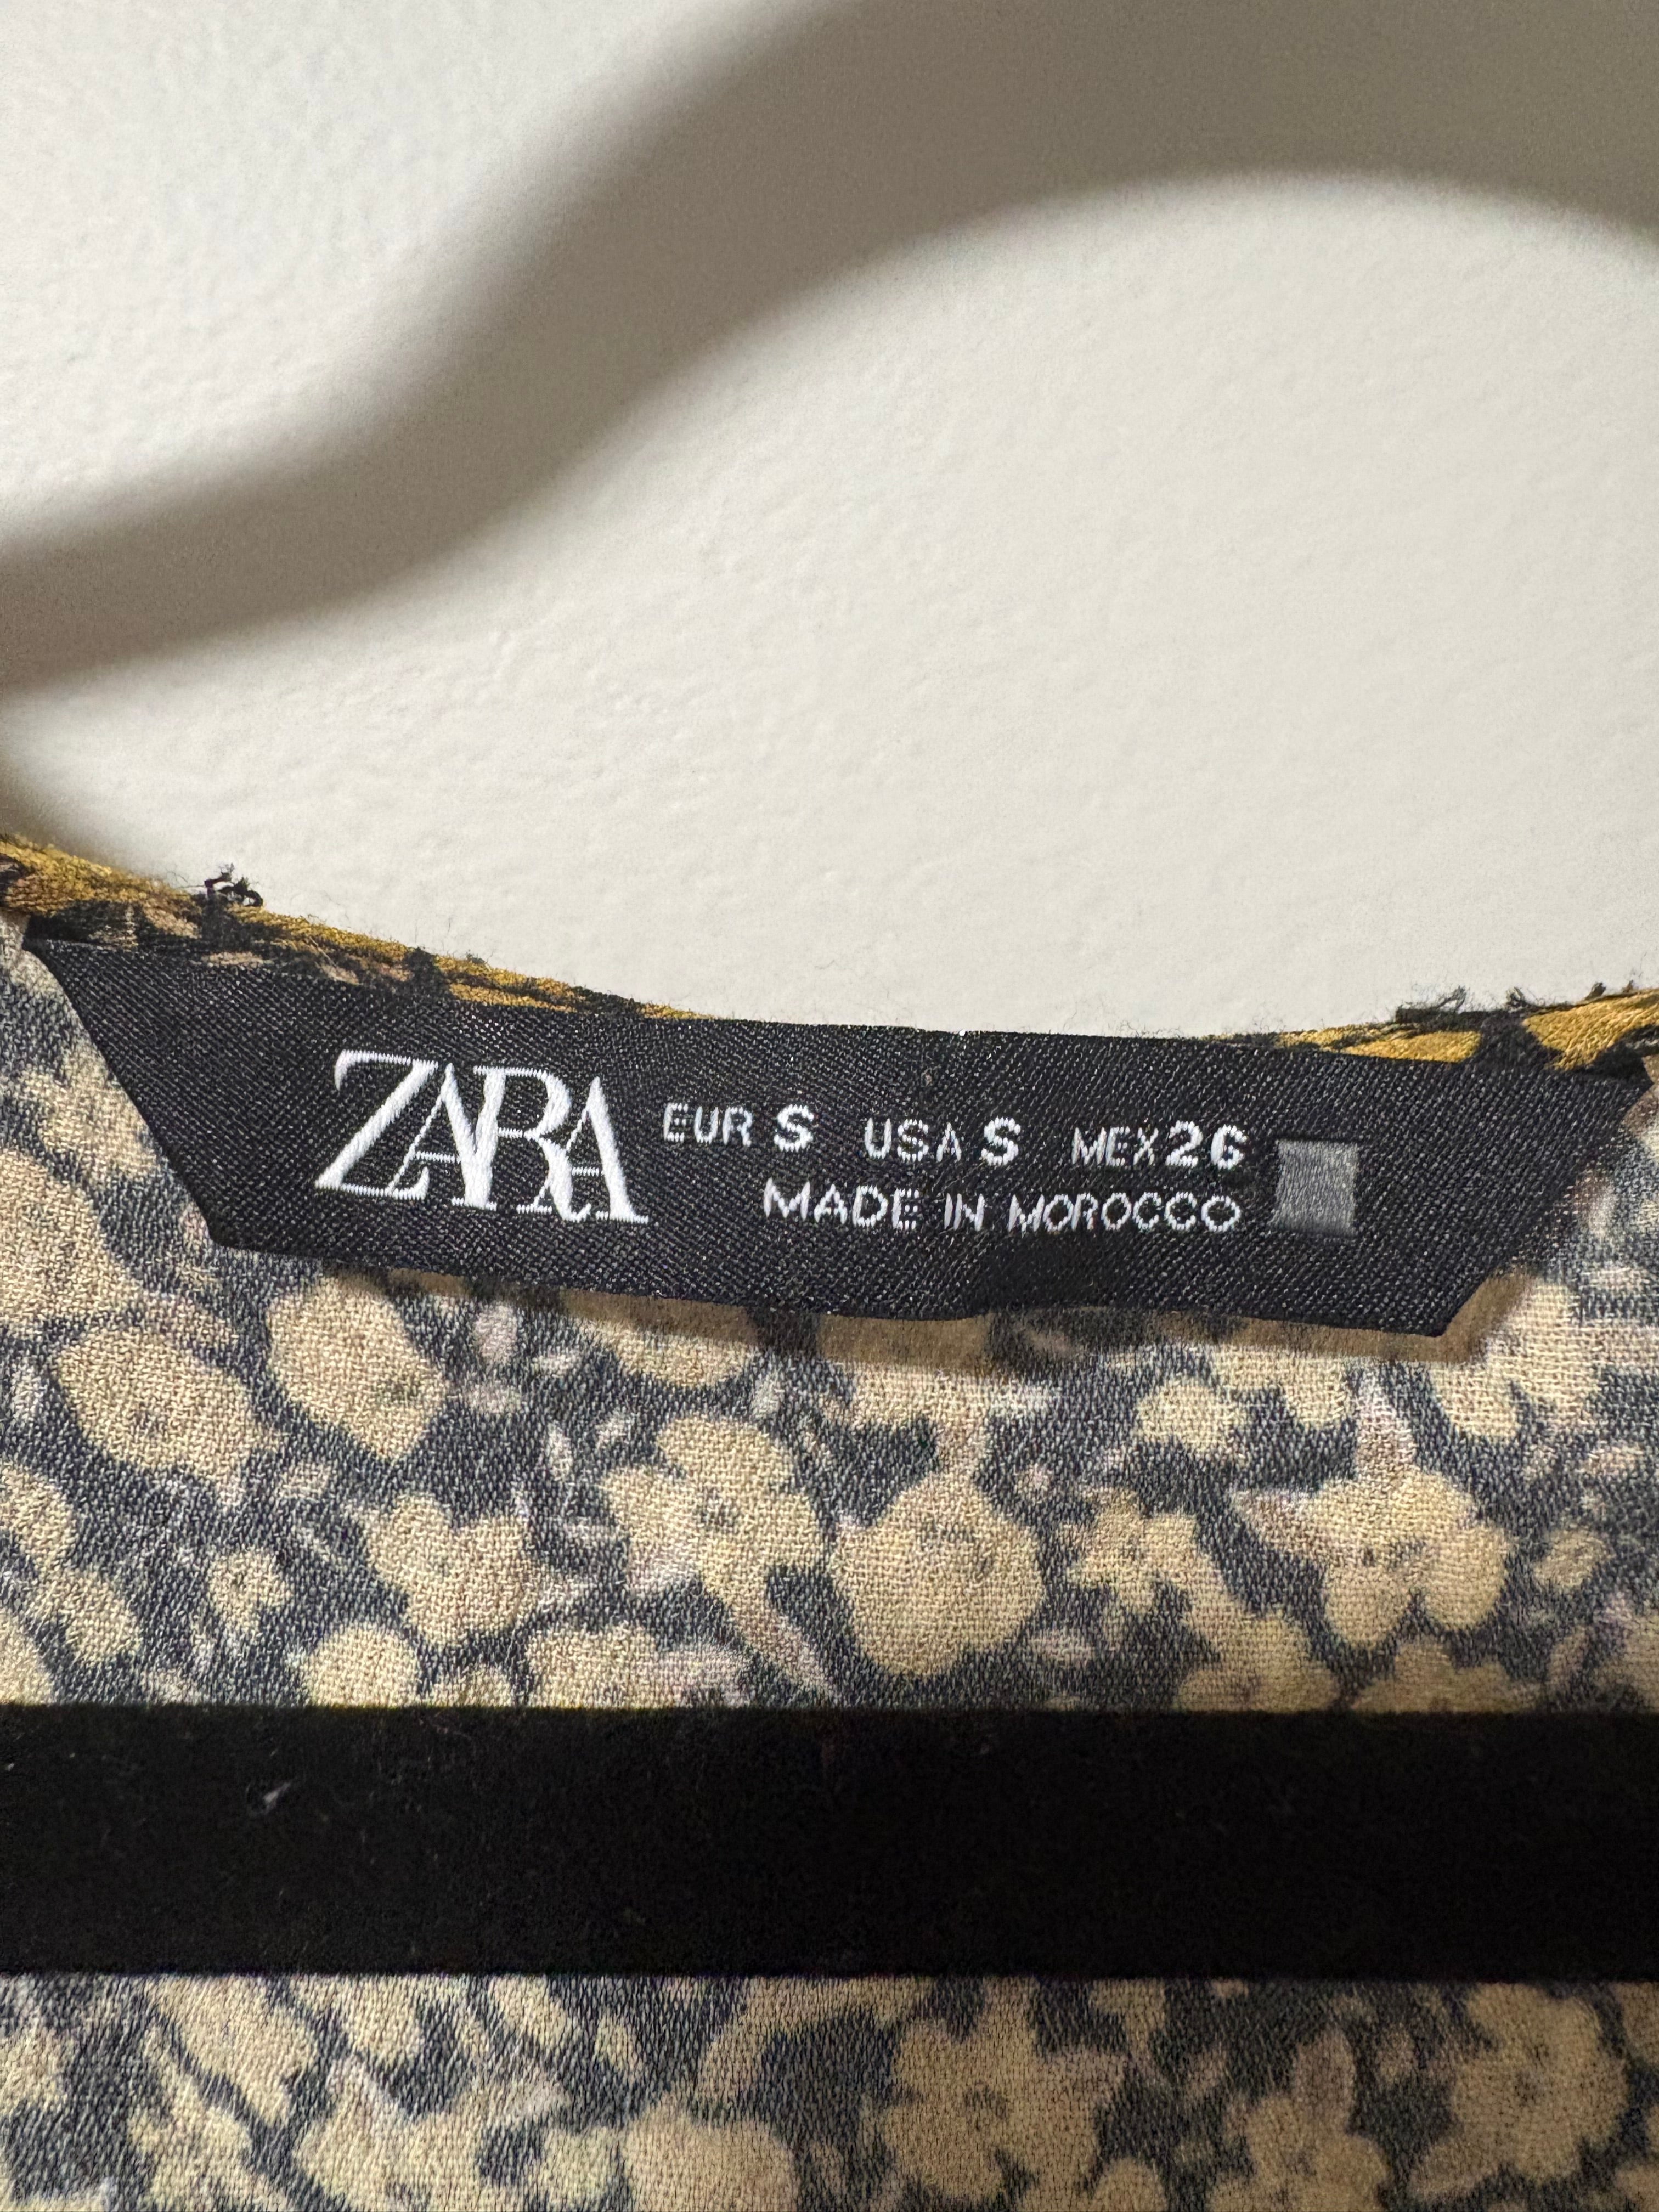 ZARA
EUR S USA S MEX 26
MADE IN MOROCCO